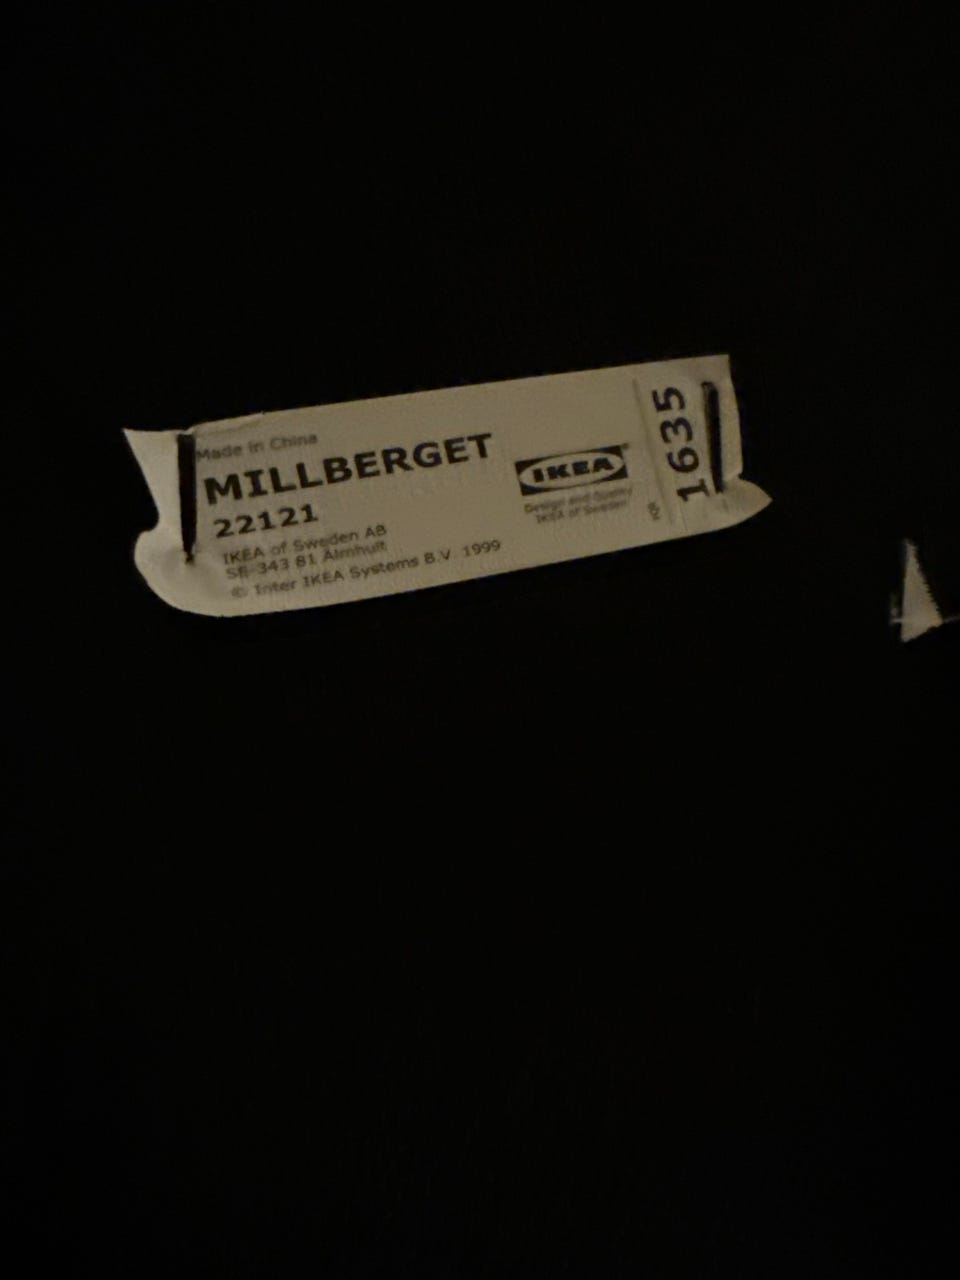 Made in China
MILLBERGET
22121
IKEA of Sweden AB
SE-343 81 Älmhult
© Inter IKEA Systems B.V. 1999
IKEA®
Design and Quality
IKEA of Sweden
1635